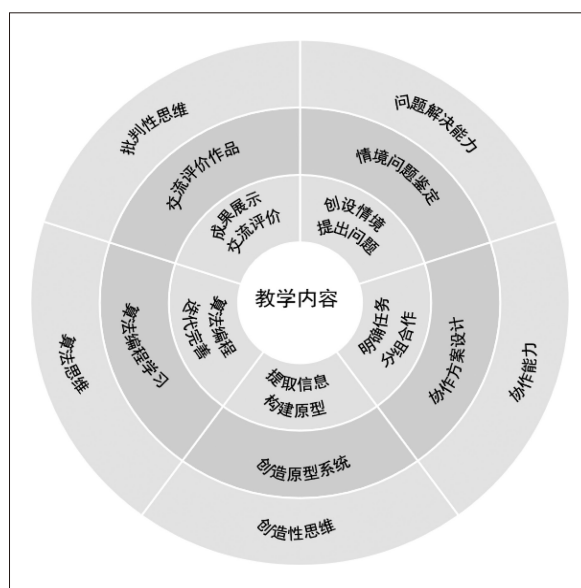 批判性思维
问题解决能力
交流评价作品
情境问题鉴定
成果展示
交流评价
创设情境
提出问题
教学内容
算法思维
算法编程学习
算法编程
迭代完善
明确任务
分组合作
协作方案设计
协作能力
提取信息
构建原型
创造原型系统
创造性思维